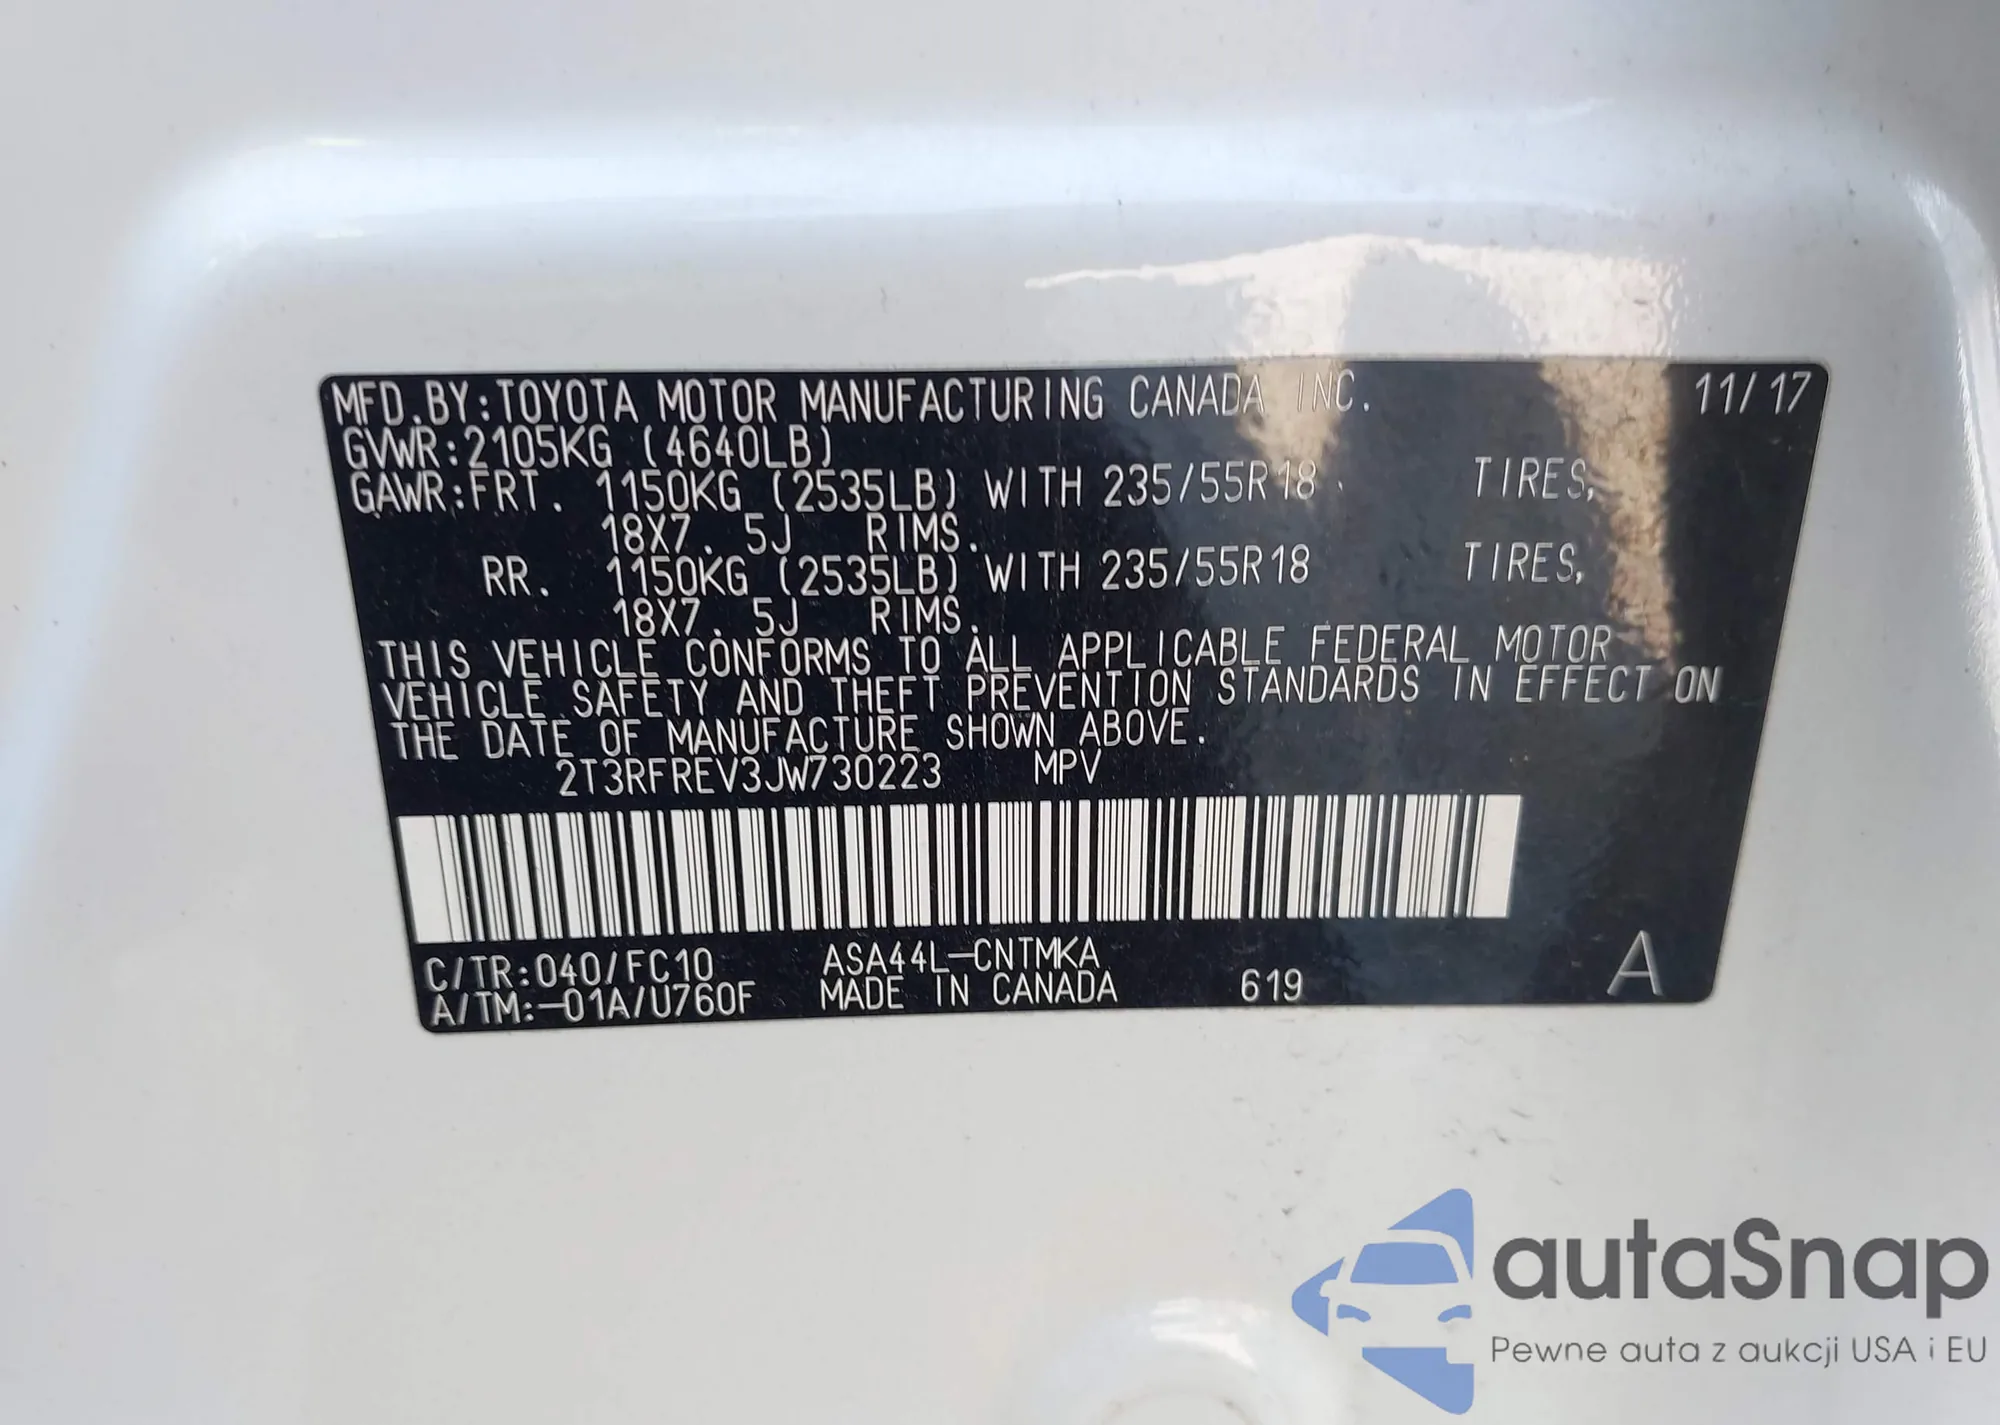 MFD.BY:TOYOTA MOTOR MANUFACTURING CANADA INC. 11/17
GVWR:2105KG (4640LB)
GAWR:FRT. 1150KG (2535LB) WITH 235/55R18 TIRES,
18X7.5J RIMS.
RR. 1150KG (2535LB) WITH 235/55R18 TIRES,
18X7.5J RIMS.
THIS VEHICLE CONFORMS TO ALL APPLICABLE FEDERAL MOTOR
VEHICLE SAFETY AND THEFT PREVENTION STANDARDS IN EFFECT ON
THE DATE OF MANUFACTURE SHOWN ABOVE.
2T3RFREV3JW730223 MPV
C/TR:040/FC10 ASA44L-CNTMKA
A/TM:-01A/U760F MADE IN CANADA 619 A
autaSnap
Pewne auta z aukcji USA i EU